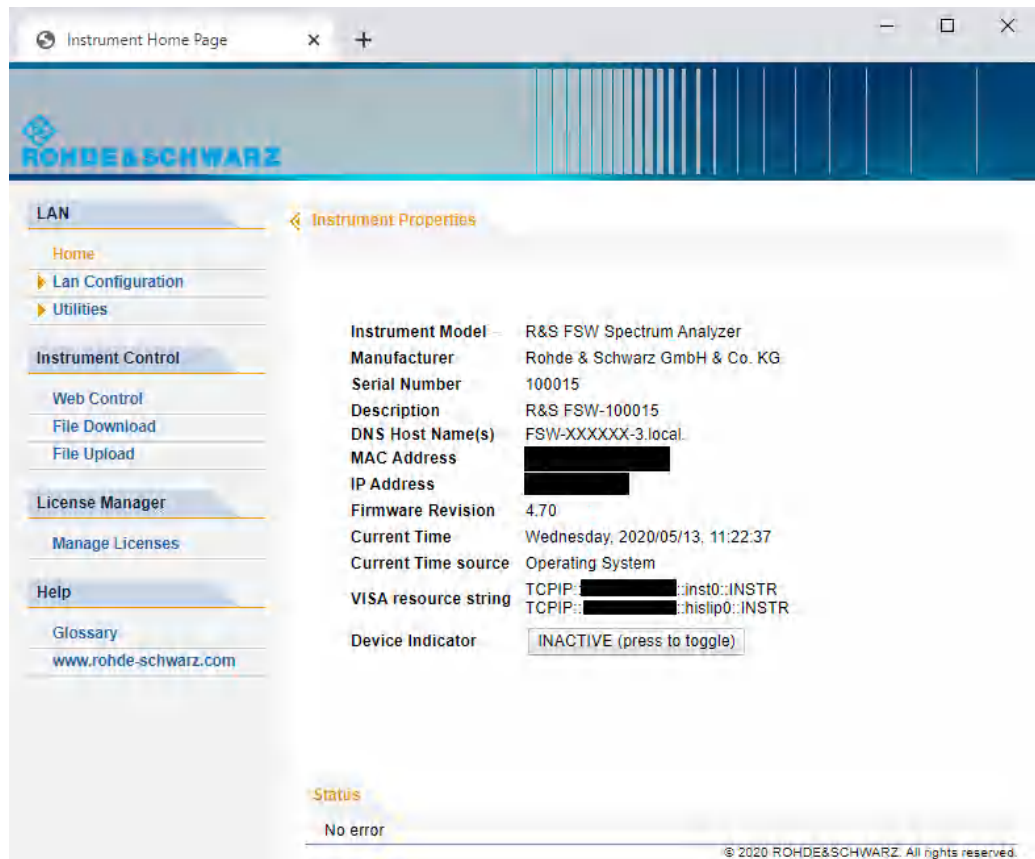 Instrument Home Page
ROHDE&SCHWARZ
LAN
Home
Lan Configuration
Utilities
Instrument Control
Web Control
File Download
File Upload
License Manager
Manage Licenses
Help
Glossary
www.rohde-schwarz.com
Instrument Properties
Instrument Model R&S FSW Spectrum Analyzer
Manufacturer Rohde & Schwarz GmbH & Co. KG
Serial Number 100015
Description R&S FSW-100015
DNS Host Name(s) FSW-XXXXXX-3.local.
MAC Address
IP Address
Firmware Revision 4.70
Current Time Wednesday, 2020/05/13, 11:22:37
Current Time source Operating System
VISA resource string TCPIP:: ::inst0::INSTR
TCPIP:: ::hislip0::INSTR
Device Indicator INACTIVE (press to toggle)
Status
No error
© 2020 ROHDE&SCHWARZ. All rights reserved.